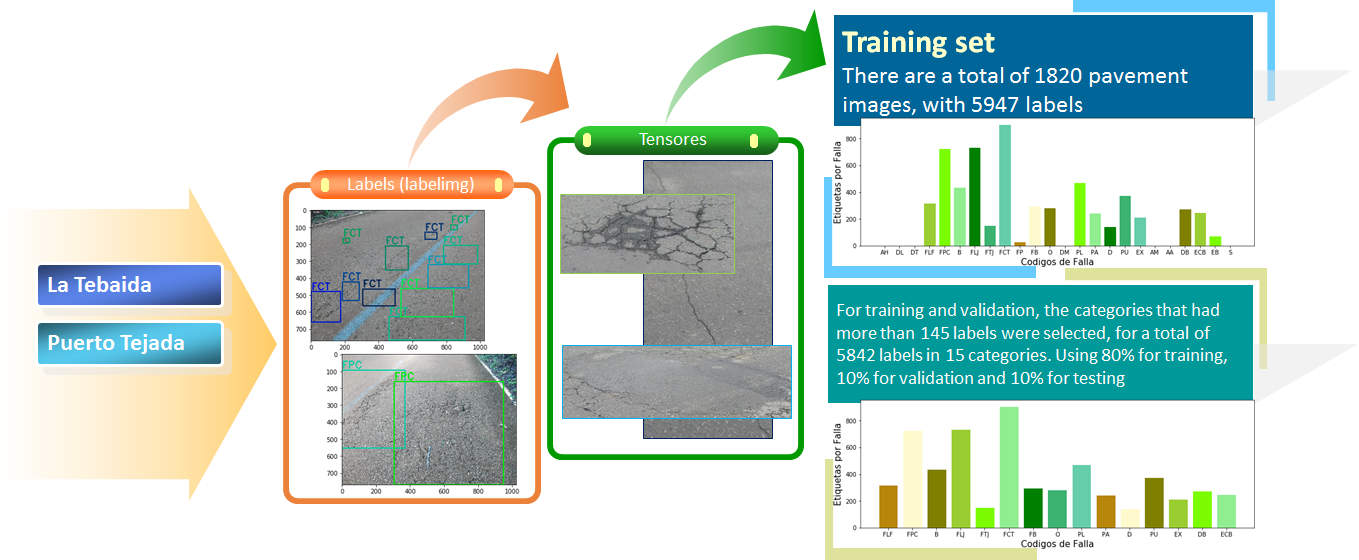 La Tebaida
Puerto Tejada
Labels (labelimg)
0
100
200
300
400
500
600
700
0
200
400
600
800
1000
FCT
FCT
FCT
FCT
FCT
FCT
FCT
FCT
FCT
FCT
0
100
200
300
400
500
600
700
0
200
400
600
800
1000
FPC
FPC
Tensores
Training set
There are a total of 1820 pavement
images, with 5947 labels
Etiquetas por Falla
800
600
400
200
0
AH DL DT FLF FPC B FLJ FTJ FCT FP FB O DM PL PA D PU EX AM AA DB ECB EB S
Codigos de Falla
For training and validation, the categories that had
more than 145 labels were selected, for a total of
5842 labels in 15 categories. Using 80% for training,
10% for validation and 10% for testing
Etiquetas por Falla
800
600
400
200
0
FLF FPC B FLJ FTJ FCT FB O PL PA D PU EX DB ECB
Codigos de Falla